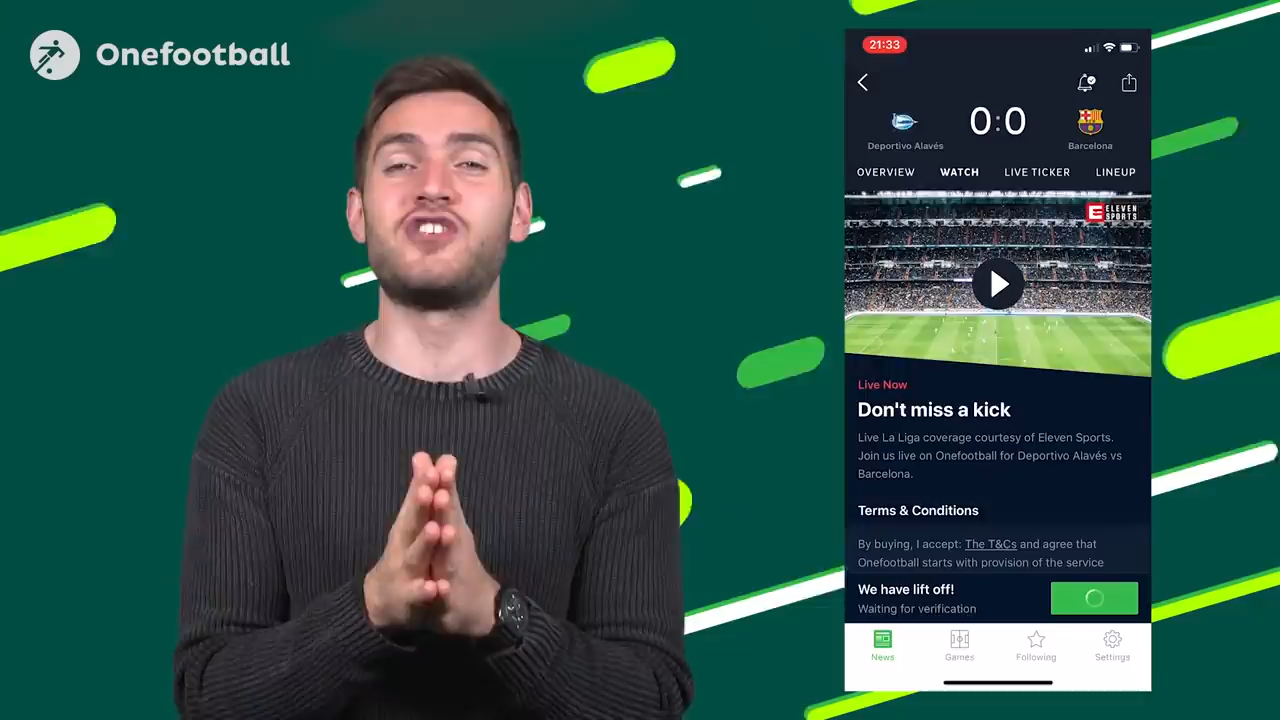 Onefootball
21:33
0:0
Deportivo Alavés
Barcelona
OVERVIEW WATCH LIVE TICKER LINEUP
ELEVEN
SPORTS
Live Now
Don't miss a kick
Live La Liga coverage courtesy of Eleven Sports.
Join us live on Onefootball for Deportivo Alavés vs
Barcelona.
Terms & Conditions
By buying, I accept: The T&Cs and agree that
Onefootball starts with provision of the service
We have lift off!
Waiting for verification
News Games Following Settings